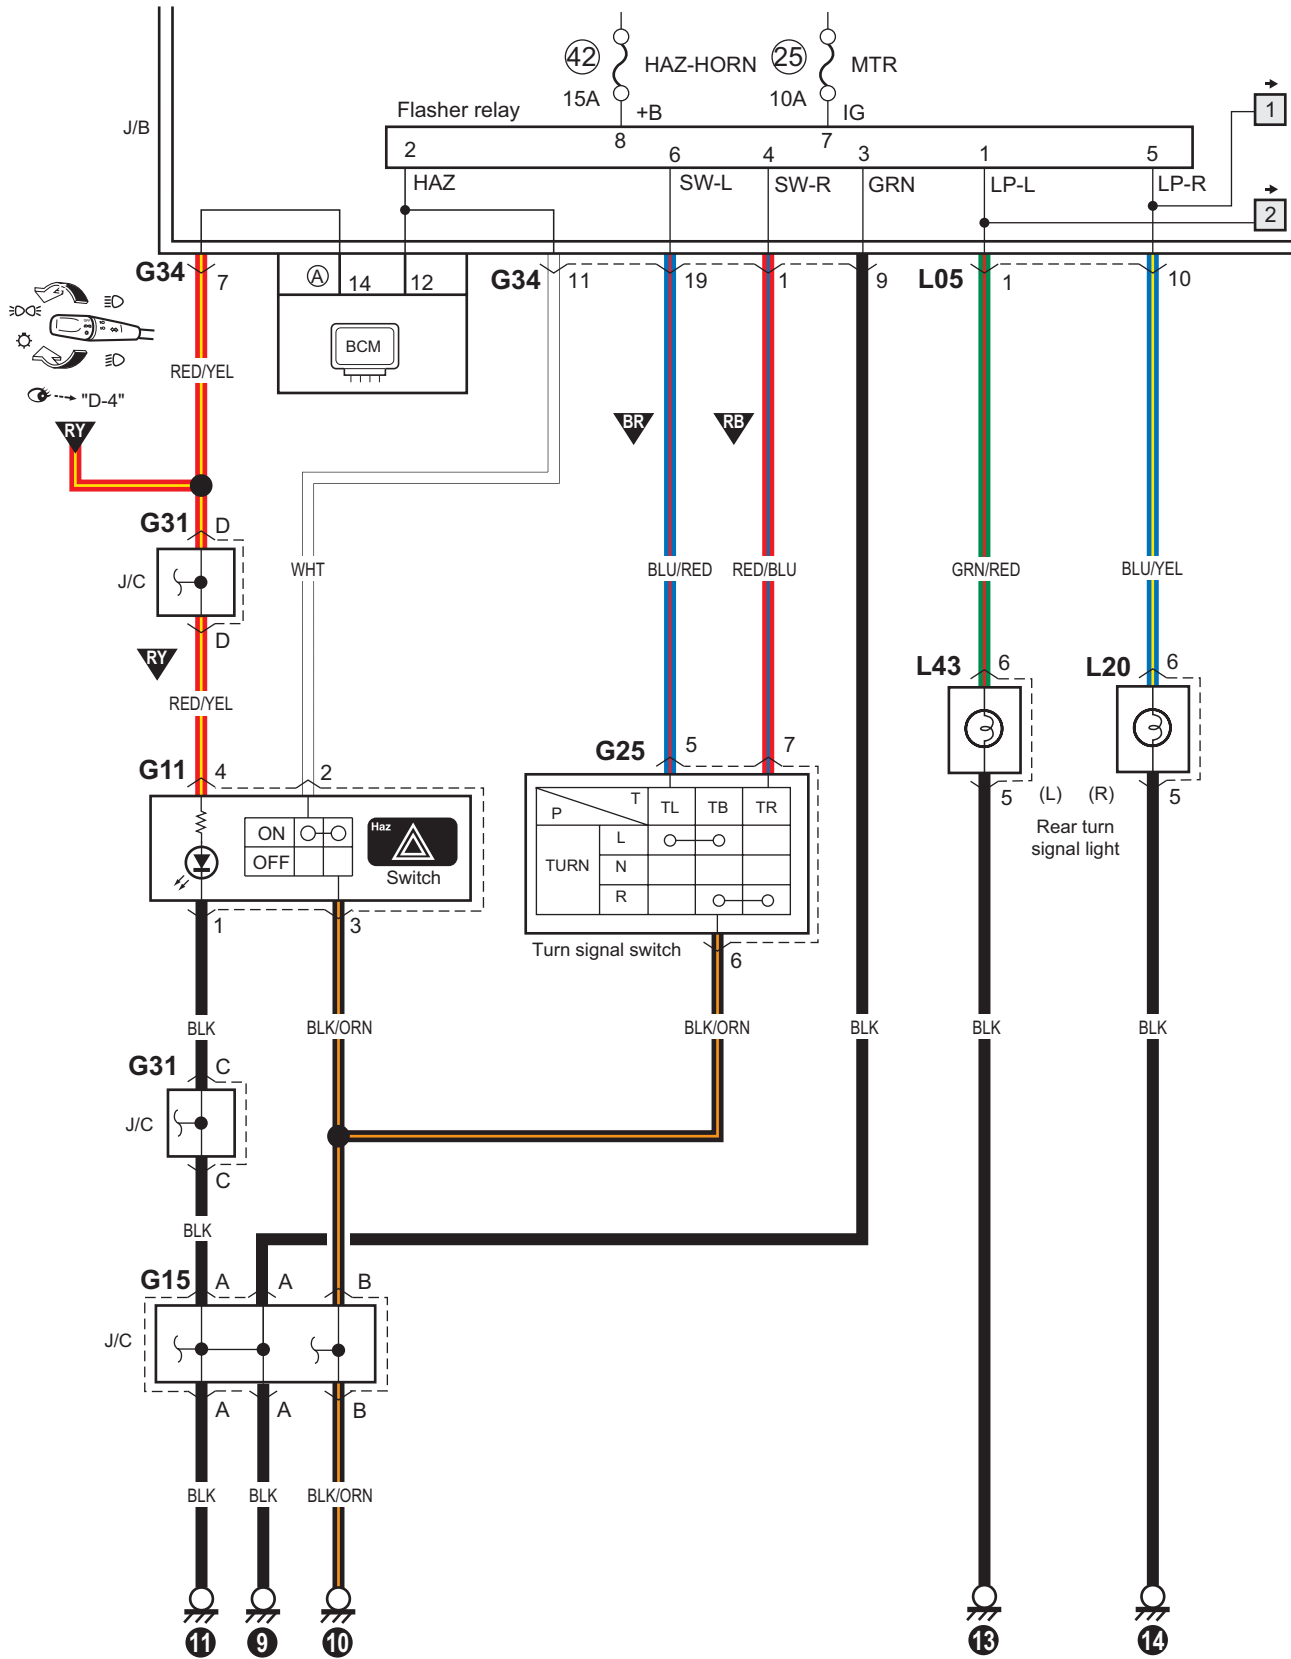 42 HAZ-HORN 25 MTR
15A 10A
Flasher relay +B IG
J/B
8 7
2 6 4 3 1 5
HAZ SW-L SW-R GRN LP-L LP-R
1
2
G34 7
A 14 12
G34 11 19 1 9 L05 1 10
BCM
RED/YEL
"D-4"
RY BR RB
G31 D
J/C
WHT BLU/RED RED/BLU GRN/RED BLU/YEL
D
RY
RED/YEL
L43 6 L20 6
G11 4 2
G25 5 7
5 (L) (R) 5
Rear turn
signal light
ON
OFF
Haz
Switch
T
P
TL TB TR
TURN
L
N
R
1 3
Turn signal switch 6
BLK BLK/ORN BLK/ORN BLK BLK BLK
G31 C
J/C
C
BLK
G15 A A B
J/C
A A B
BLK BLK BLK/ORN
11 9 10 13 14